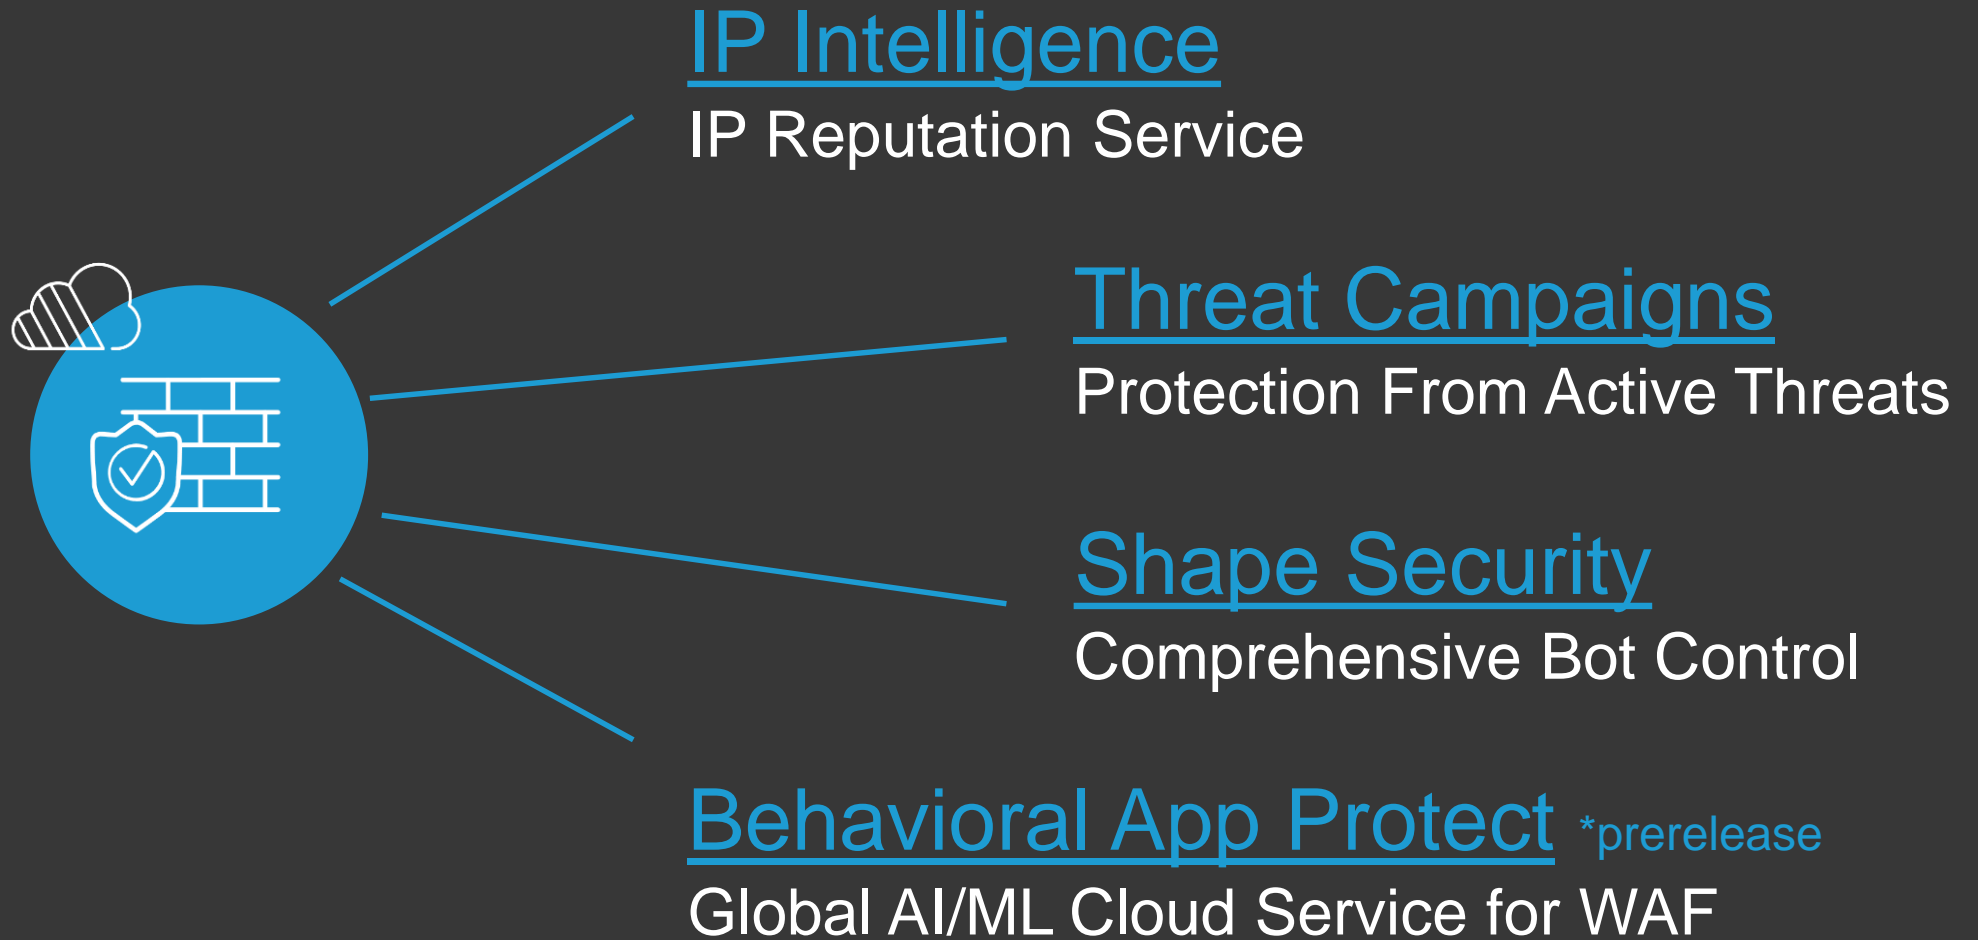 IP Intelligence
IP Reputation Service
Threat Campaigns
Protection From Active Threats
Shape Security
Comprehensive Bot Control
Behavioral App Protect *prerelease
Global AI/ML Cloud Service for WAF